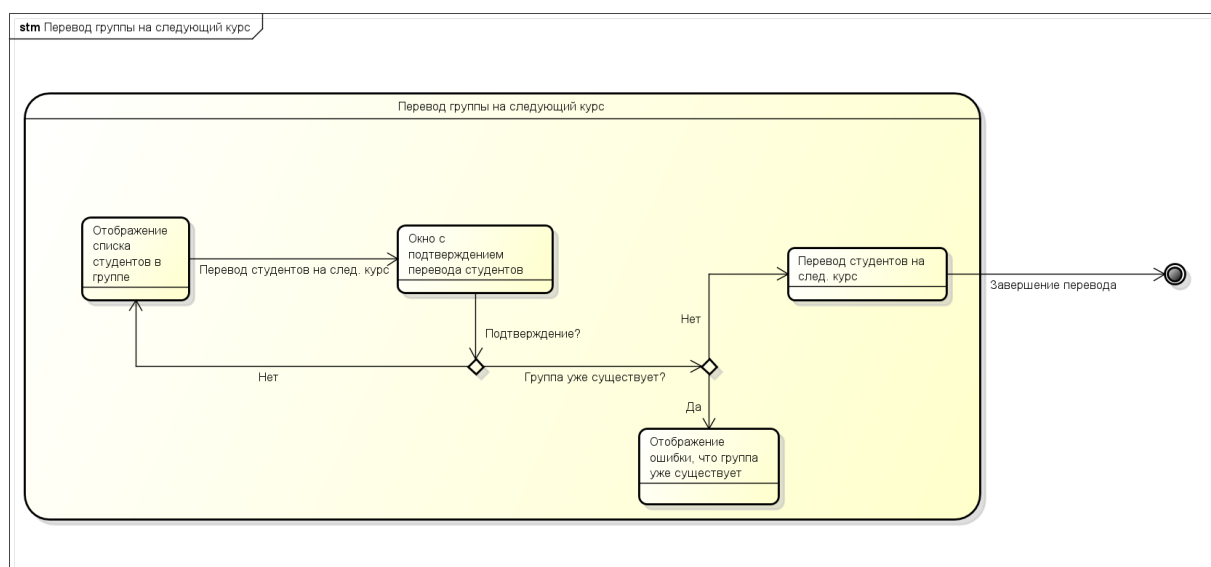 stm Перевод группы на следующий курс
Перевод группы на следующий курс
Отображение
списка
студентов в
группе
Перевод студентов на след. курс
Окно с
подтверждением
перевода студентов
Перевод студентов на
след. курс
Завершение перевода
Нет
Подтверждение?
Нет
Группа уже существует?
Да
Отображение
ошибки, что группа
уже существует